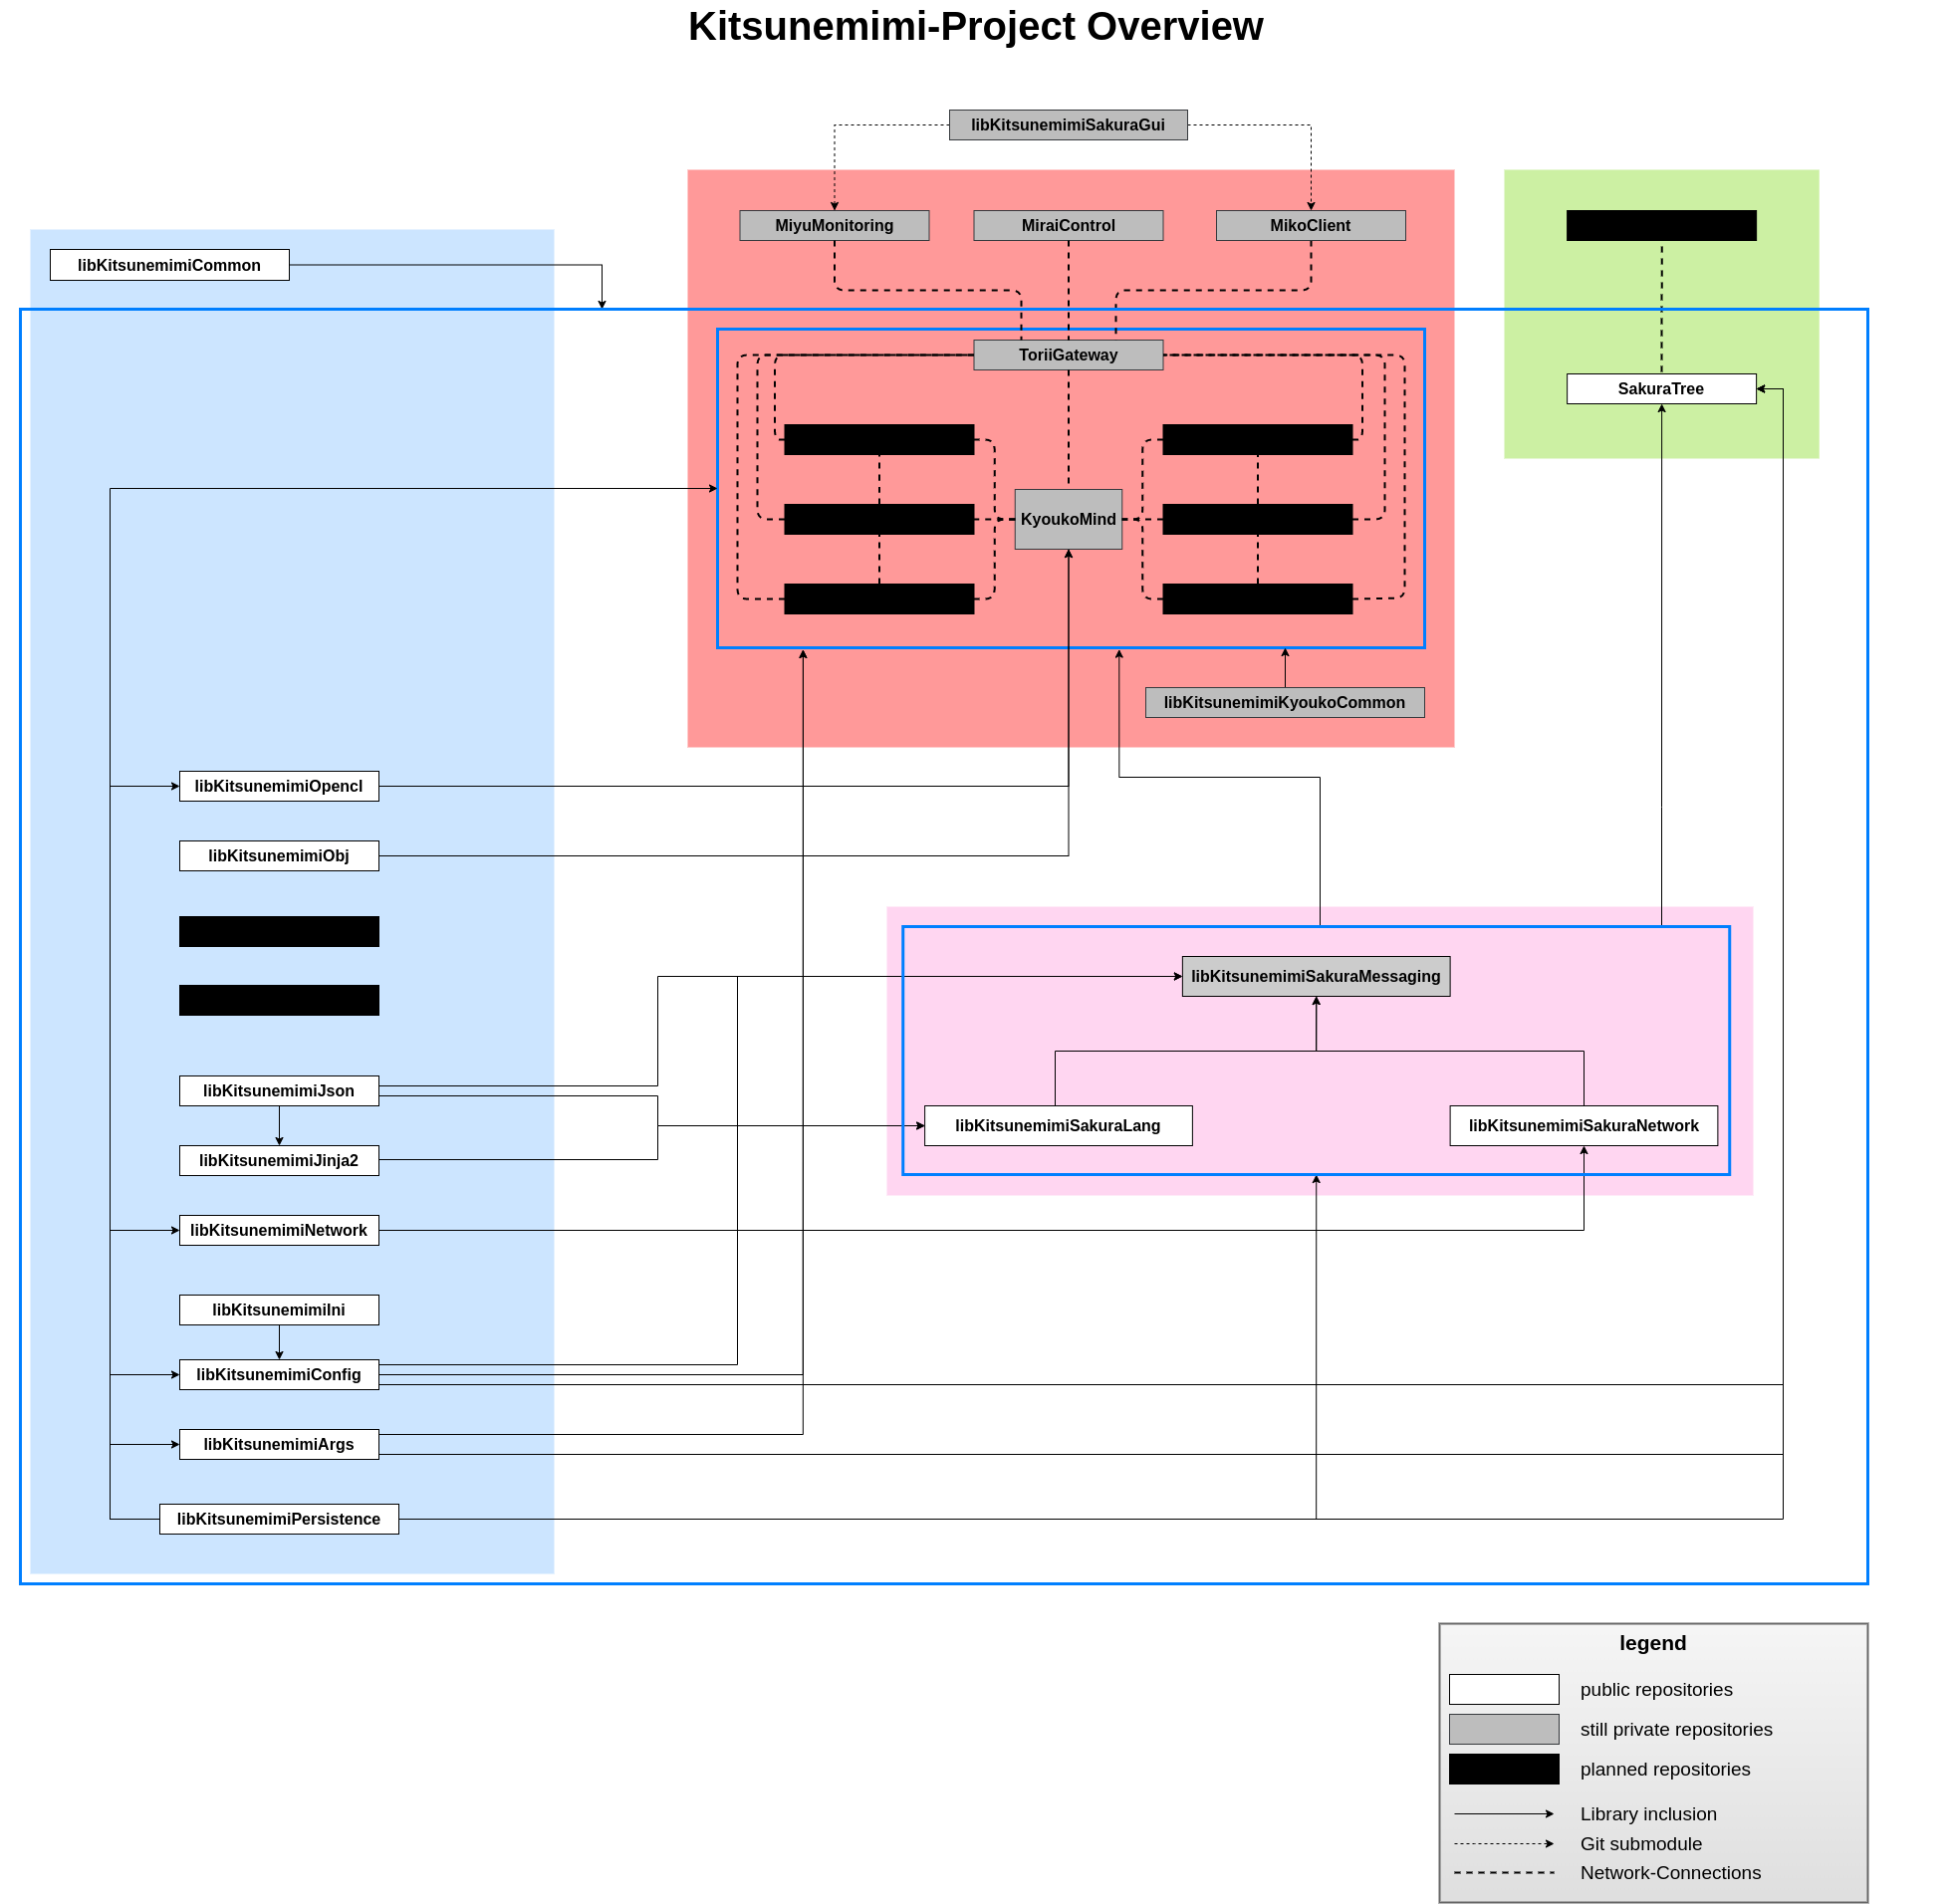 Kitsunemimi-Project Overview
libKitsunemimiSakuraGui
MiyuMonitoring
MiraiControl
MikoClient
libKitsunemimiCommon
ToriiGateway
SakuraTree
KyoukoMind
libKitsunemimiKyoukoCommon
libKitsunemimiOpencl
libKitsunemimiObj
libKitsunemimiSakuraMessaging
libKitsunemimiJson
libKitsunemimiSakuraLang
libKitsunemimiSakuraNetwork
libKitsunemimiJinja2
libKitsunemimiNetwork
libKitsunemimiIni
libKitsunemimiConfig
libKitsunemimiArgs
libKitsunemimiPersistence
legend
public repositories
still private repositories
planned repositories
Library inclusion
Git submodule
Network-Connections